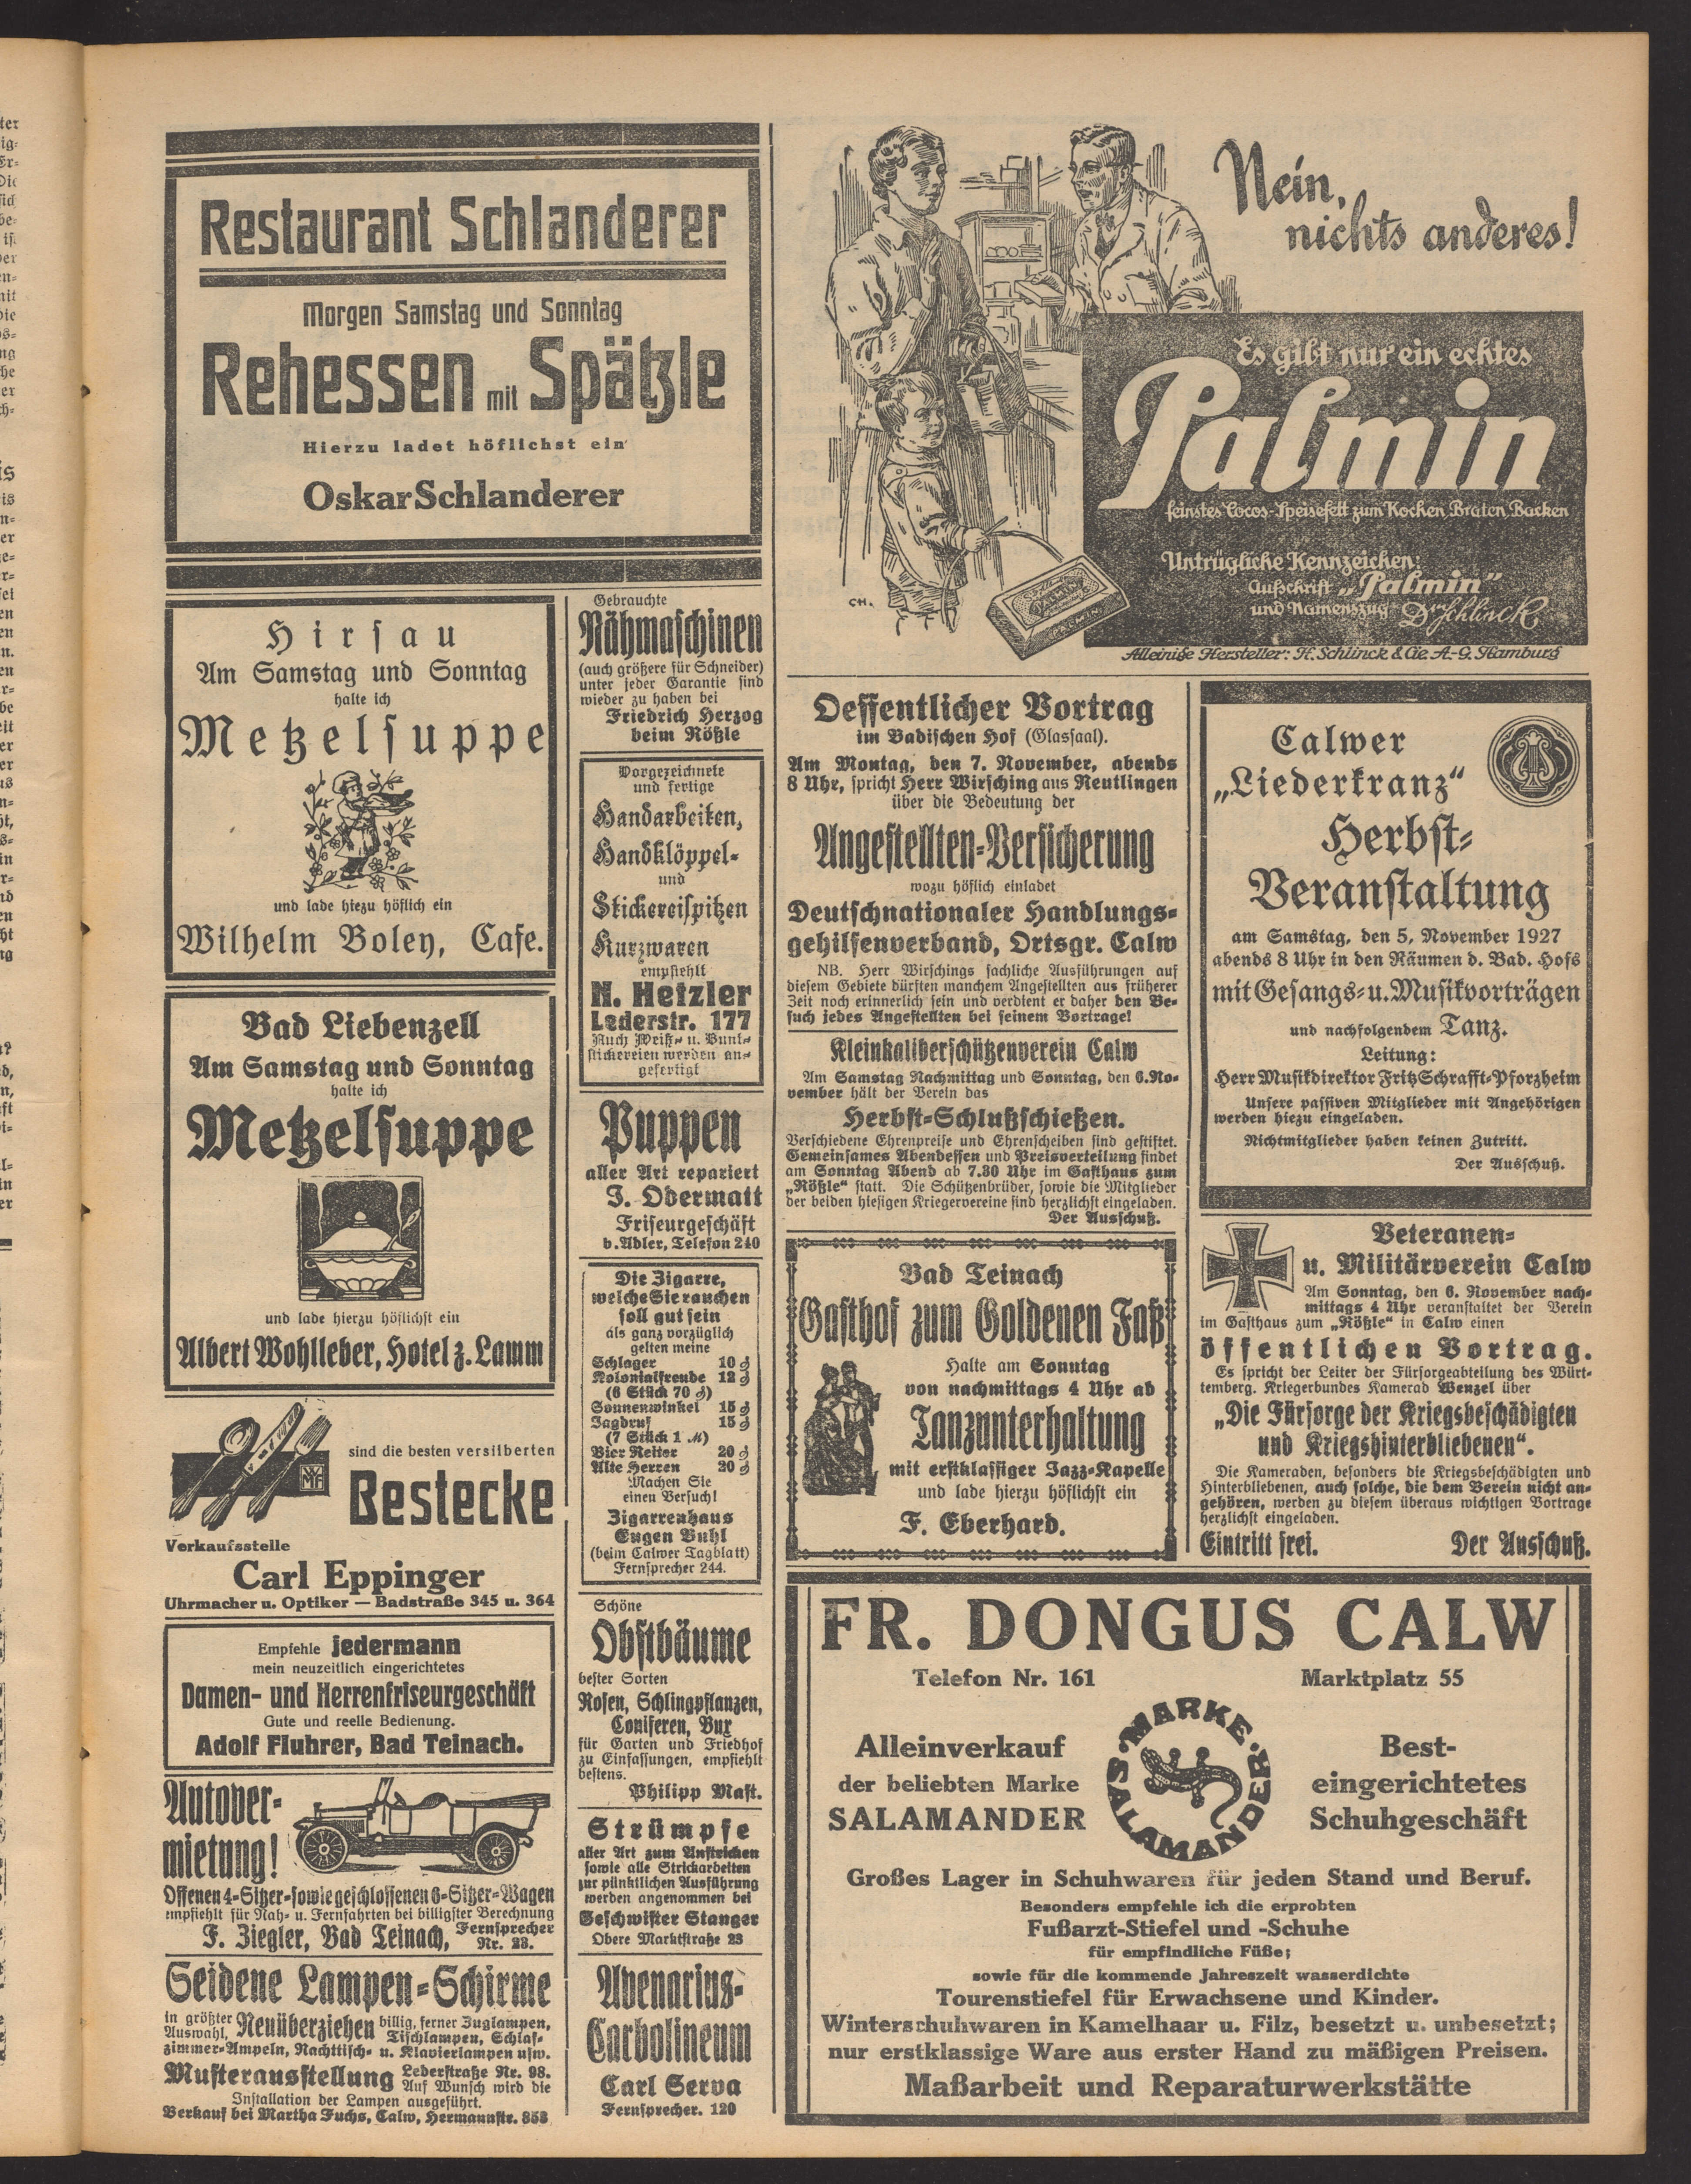 Restaurant Schlanderer
Morgen Samstag und Sonntag
Rehessen mit Spätzle
Hierzu ladet höflichst ein
Oskar Schlanderer
Hirsau
Am Samstag und Sonntag
halte ich
Metzelsuppe
und lade hiezu höflich ein
Wilhelm Boley, Cafe.
Bad Liebenzell
Am Samstag und Sonntag
halte ich
Metzelsuppe
und lade hierzu höflichst ein
Albert Wohlleber, Hotel z. Lamm
WMF
sind die besten versilberten
Bestecke
Verkaufsstelle
Carl Eppinger
Uhrmacher u. Optiker — Badstraße 345 u. 364
Empfehle jedermann
mein neuzeitlich eingerichtetes
Damen- und Herrenfriseurgeschäft
Gute und reelle Bedienung.
Adolf Fluhrer, Bad Teinach.
Autover-
mietung!
Offenen 4-Sitzer- sowie geschlossenen 6-Sitzer-Wagen
empfiehlt für Nah- u. Fernfahrten bei billigster Berechnung
F. Ziegler, Bad Teinach, Fernsprecher Nr. 23.
Seidene Lampen-Schirme
in größter Auswahl, Neuüberziehen billig, ferner Zuglampen,
Tischlampen, Schlaf-
zimmer-Ampeln, Nachttisch- u. Klavierlampen usw.
Musterausstellung Lederstraße Nr. 98.
Auf Wunsch wird die
Installation der Lampen ausgeführt.
Verkauf bei Martha Fuchs, Calw, Hermannstr. 858
Gebrauchte
Nähmaschinen
(auch größere für Schneider)
unter jeder Garantie sind
wieder zu haben bei
Friedrich Herzog
beim Rößle
Vorgezeichnete
und fertige
Handarbeiten,
Handklöppel-
und
Stickereispitzen
Kurzwaren
empfiehlt
N. Hetzler
Lederstr. 177
Auch Weiß- u. Bunt-
stickereien werden an-
gefertigt
Puppen
aller Art repariert
J. Obermatt
Friseurgeschäft
b. Adler, Telefon 240
Die Zigarre,
welche Sie rauchen
soll gut sein
als ganz vorzüglich
gelten meine
Schlager 10 ₰
Kolonialfreude 12 ₰
(6 Stück 70 ₰)
Sonnenwinkel 15 ₰
Jagdruf 15 ₰
(7 Stück 1 ℳ)
Vier Reiter 20 ₰
Alte Herren 20 ₰
Machen Sie
einen Versuch!
Zigarrenhaus
Eugen Buhl
(beim Calwer Tagblatt)
Fernsprecher 244.
Schöne
Obstbäume
bester Sorten
Rosen, Schlingpflanzen,
Coniferen, Bux
für Garten und Friedhof
zu Einfassungen, empfiehlt
bestens.
Philipp Mast.
Strümpfe
aller Art zum Anstricken
sowie alle Strickarbeiten
zur pünktlichen Ausführung
werden angenommen bei
Geschwister Stanger
Obere Marktstraße 23
Avenarius-
Carbolineum
Carl Serva
Fernsprecher. 120
Nein,
nichts anderes!
Es gibt nur ein echtes
Palmin
feinstes Cocos-Speisefett zum Kochen, Braten, Backen
Untrügliche Kennzeichen:
Aufschrift „Palmin"
und Namenszug Dr. Schlinck
CH.
PALMIN
Alleinige Hersteller: H. Schlinck & Cie. A.-G. Hamburg
Oeffentlicher Vortrag
im Badischen Hof (Glassaal).
Am Montag, den 7. November, abends
8 Uhr, spricht Herr Wirsching aus Reutlingen
über die Bedeutung der
Angestellten-Versicherung
wozu höflich einladet
Deutschnationaler Handlungs-
gehilfenverband, Ortsgr. Calw
NB. Herr Wirschings sachliche Ausführungen auf
diesem Gebiete dürften manchem Angestellten aus früherer
Zeit noch erinnerlich sein und verdient er daher den Be-
such jedes Angestellten bei seinem Vortrage!
Kleinkaliberschützenverein Calw
Am Samstag Nachmittag und Sonntag, den 6. No-
vember hält der Verein das
Herbst-Schlußschießen.
Verschiedene Ehrenpreise und Ehrenscheiben sind gestiftet.
Gemeinsames Abendessen und Preisverteilung findet
am Sonntag Abend ab 7.30 Uhr im Gasthaus zum
„Rößle" statt. Die Schützenbrüder, sowie die Mitglieder
der beiden hiesigen Kriegervereine sind herzlichst eingeladen.
Der Ausschuß.
Bad Teinach
Gasthof zum Goldenen Faß
Halte am Sonntag
von nachmittags 4 Uhr ab
Tanzunterhaltung
mit erstklassiger Jazz-Kapelle
und lade hierzu höflichst ein
F. Eberhard.
Calwer
„Liederkranz"
Herbst-
Veranstaltung
am Samstag, den 5. November 1927
abends 8 Uhr in den Räumen d. Bad. Hofs
mit Gesangs- u. Musikvorträgen
und nachfolgendem Tanz.
Leitung:
Herr Musikdirektor Fritz Schrafft-Pforzheim
Unsere passiven Mitglieder mit Angehörigen
werden hiezu eingeladen.
Nichtmitglieder haben keinen Zutritt.
Der Ausschuß.
Veteranen-
u. Militärverein Calw
Am Sonntag, den 6. November nach-
mittags 4 Uhr veranstaltet der Verein
im Gasthaus zum „Rößle" in Calw einen
öffentlichen Vortrag.
Es spricht der Leiter der Fürsorgeabteilung des Würt-
temberg. Kriegerbundes Kamerad Wenzel über
„Die Fürsorge der Kriegsbeschädigten
und Kriegshinterbliebenen".
Die Kameraden, besonders die Kriegsbeschädigten und
Hinterbliebenen, auch solche, die dem Verein nicht an-
gehören, werden zu diesem überaus wichtigen Vortrage
herzlichst eingeladen.
Eintritt frei. Der Ausschuß.
FR. DONGUS CALW
Telefon Nr. 161 Marktplatz 55
Alleinverkauf
der beliebten Marke
SALAMANDER
MARKE SALAMANDER
Best-
eingerichtetes
Schuhgeschäft
Großes Lager in Schuhwaren für jeden Stand und Beruf.
Besonders empfehle ich die erprobten
Fußarzt-Stiefel und -Schuhe
für empfindliche Füße;
sowie für die kommende Jahreszeit wasserdichte
Tourenstiefel für Erwachsene und Kinder.
Winterschuhwaren in Kamelhaar u. Filz, besetzt u. unbesetzt;
nur erstklassige Ware aus erster Hand zu mäßigen Preisen.
Maßarbeit und Reparaturwerkstätte